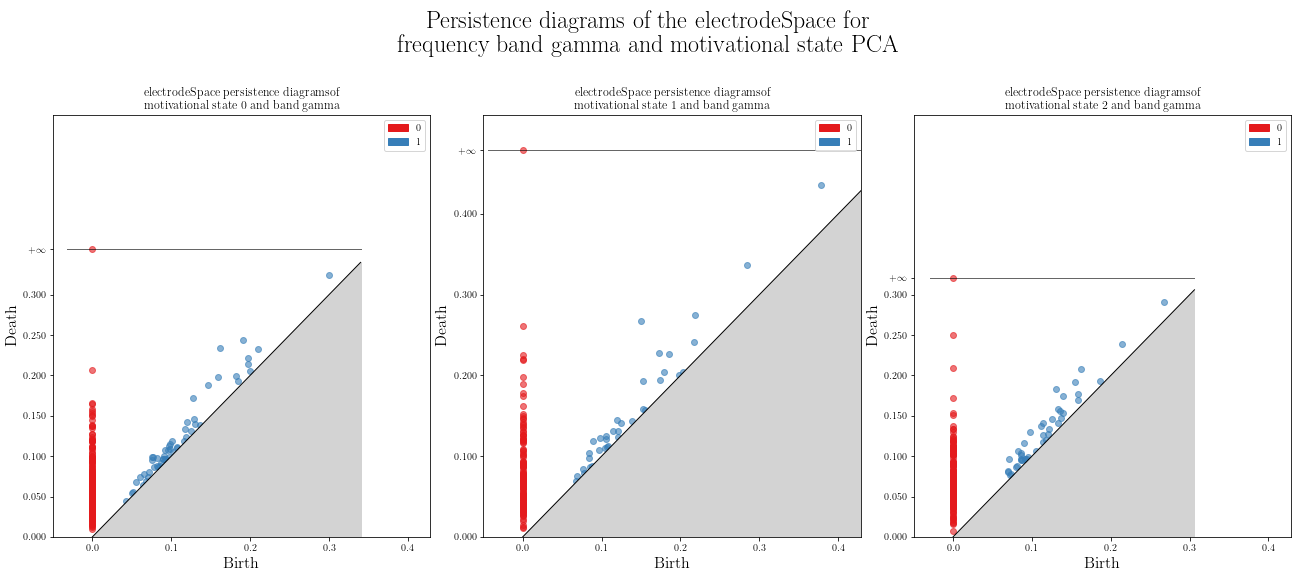 Persistence diagrams of the electrodeSpace for
frequency band gamma and motivational state PCA
electrodeSpace persistence diagramsof
motivational state 0 and band gamma
0
1
+∞
0.300
0.250
0.200
0.150
0.100
0.050
0.000
Death
0.0 0.1 0.2 0.3 0.4
Birth
electrodeSpace persistence diagramsof
motivational state 1 and band gamma
0
1
+∞
0.400
0.300
0.200
0.100
0.000
Death
0.0 0.1 0.2 0.3 0.4
Birth
electrodeSpace persistence diagramsof
motivational state 2 and band gamma
0
1
+∞
0.300
0.250
0.200
0.150
0.100
0.050
0.000
Death
0.0 0.1 0.2 0.3 0.4
Birth